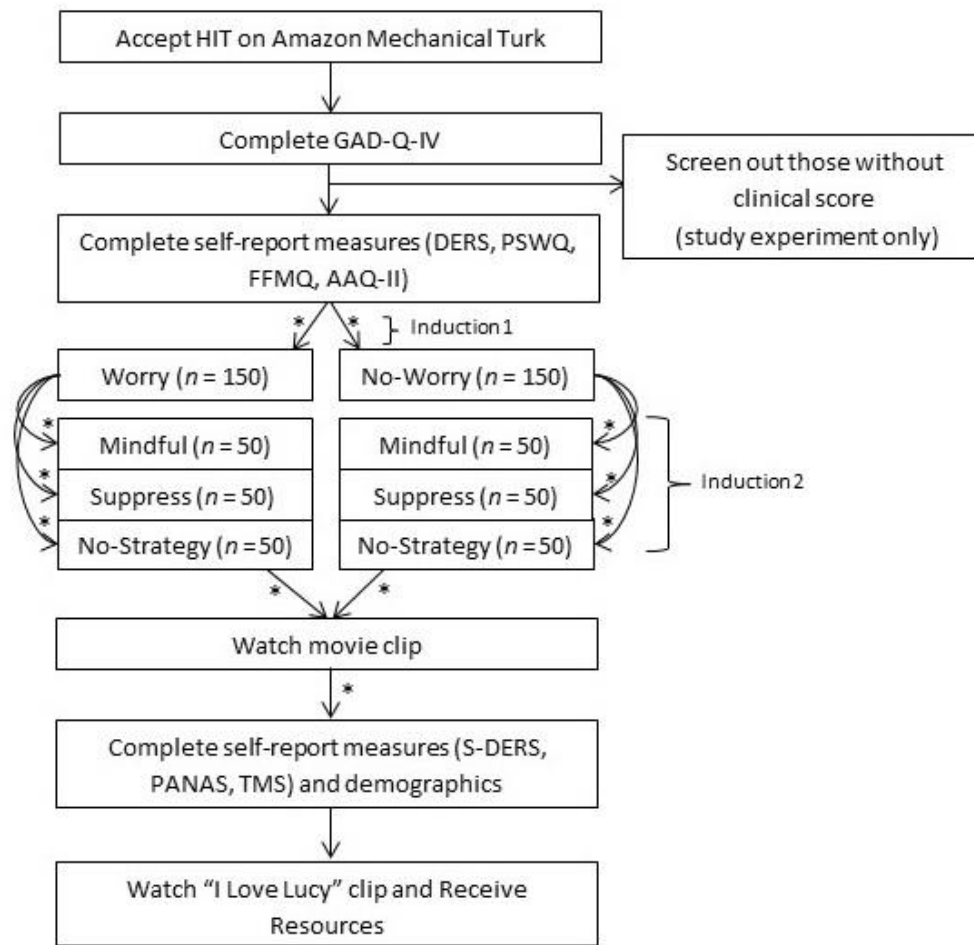 Accept HIT on Amazon Mechanical Turk
Complete GAD-Q-IV
Screen out those without
clinical score
(study experiment only)
Complete self-report measures (DERS, PSWQ,
FFMQ, AAQ-II)
* *
Induction 1
Worry (n = 150)
No-Worry (n = 150)
* *
Mindful (n = 50)
Mindful (n = 50)
* *
Suppress (n = 50)
Suppress (n = 50)
Induction 2
* *
No-Strategy (n = 50)
No-Strategy (n = 50)
* *
Watch movie clip
*
Complete self-report measures (S-DERS,
PANAS, TMS) and demographics
Watch “I Love Lucy” clip and Receive
Resources